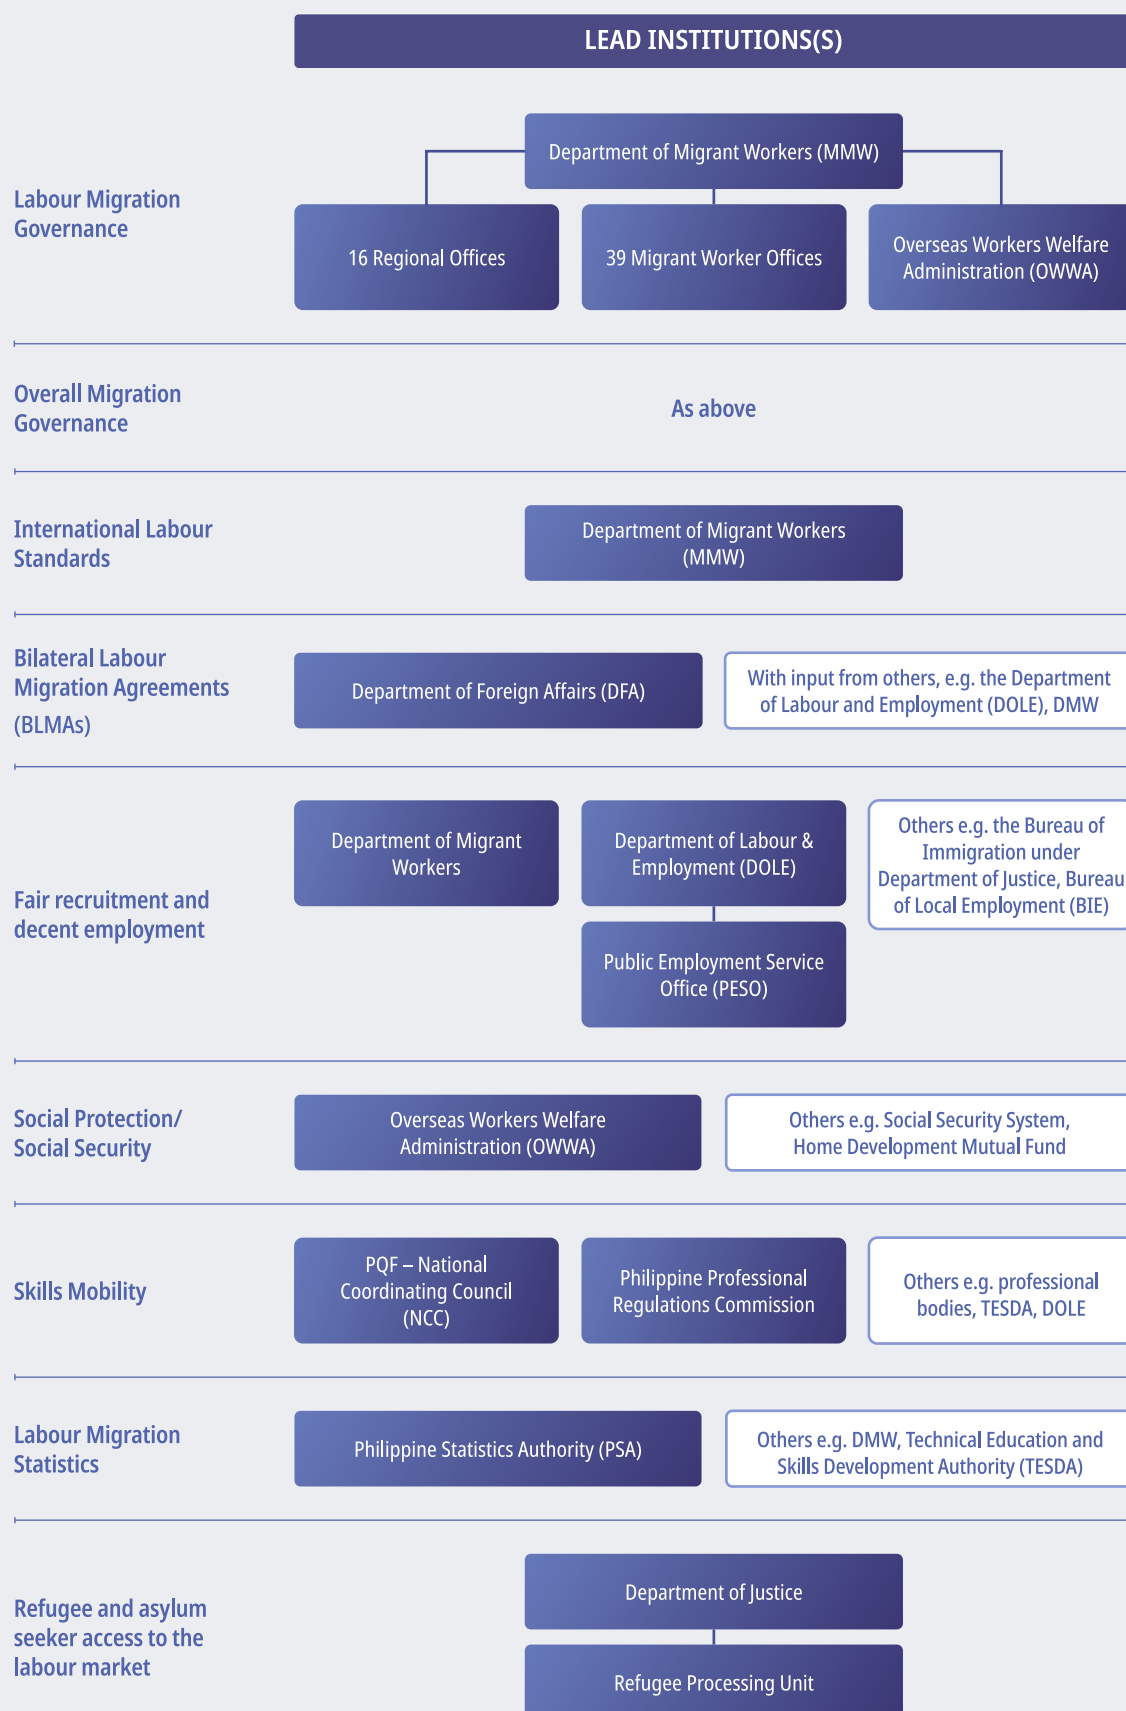 LEAD INSTITUTIONS(S)
Labour Migration
Governance
Department of Migrant Workers (MMW)
16 Regional Offices
39 Migrant Worker Offices
Overseas Workers Welfare
Administration (OWWA)
Overall Migration
Governance
As above
International Labour
Standards
Department of Migrant Workers
(MMW)
Bilateral Labour
Migration Agreements
(BLMAs)
Department of Foreign Affairs (DFA)
With input from others, e.g. the Department
of Labour and Employment (DOLE), DMW
Fair recruitment and
decent employment
Department of Migrant
Workers
Department of Labour &
Employment (DOLE)
Public Employment Service
Office (PESO)
Others e.g. the Bureau of
Immigration under
Department of Justice, Bureau
of Local Employment (BIE)
Social Protection/
Social Security
Overseas Workers Welfare
Administration (OWWA)
Others e.g. Social Security System,
Home Development Mutual Fund
Skills Mobility
PQF – National
Coordinating Council
(NCC)
Philippine Professional
Regulations Commission
Others e.g. professional
bodies, TESDA, DOLE
Labour Migration
Statistics
Philippine Statistics Authority (PSA)
Others e.g. DMW, Technical Education and
Skills Development Authority (TESDA)
Refugee and asylum
seeker access to the
labour market
Department of Justice
Refugee Processing Unit